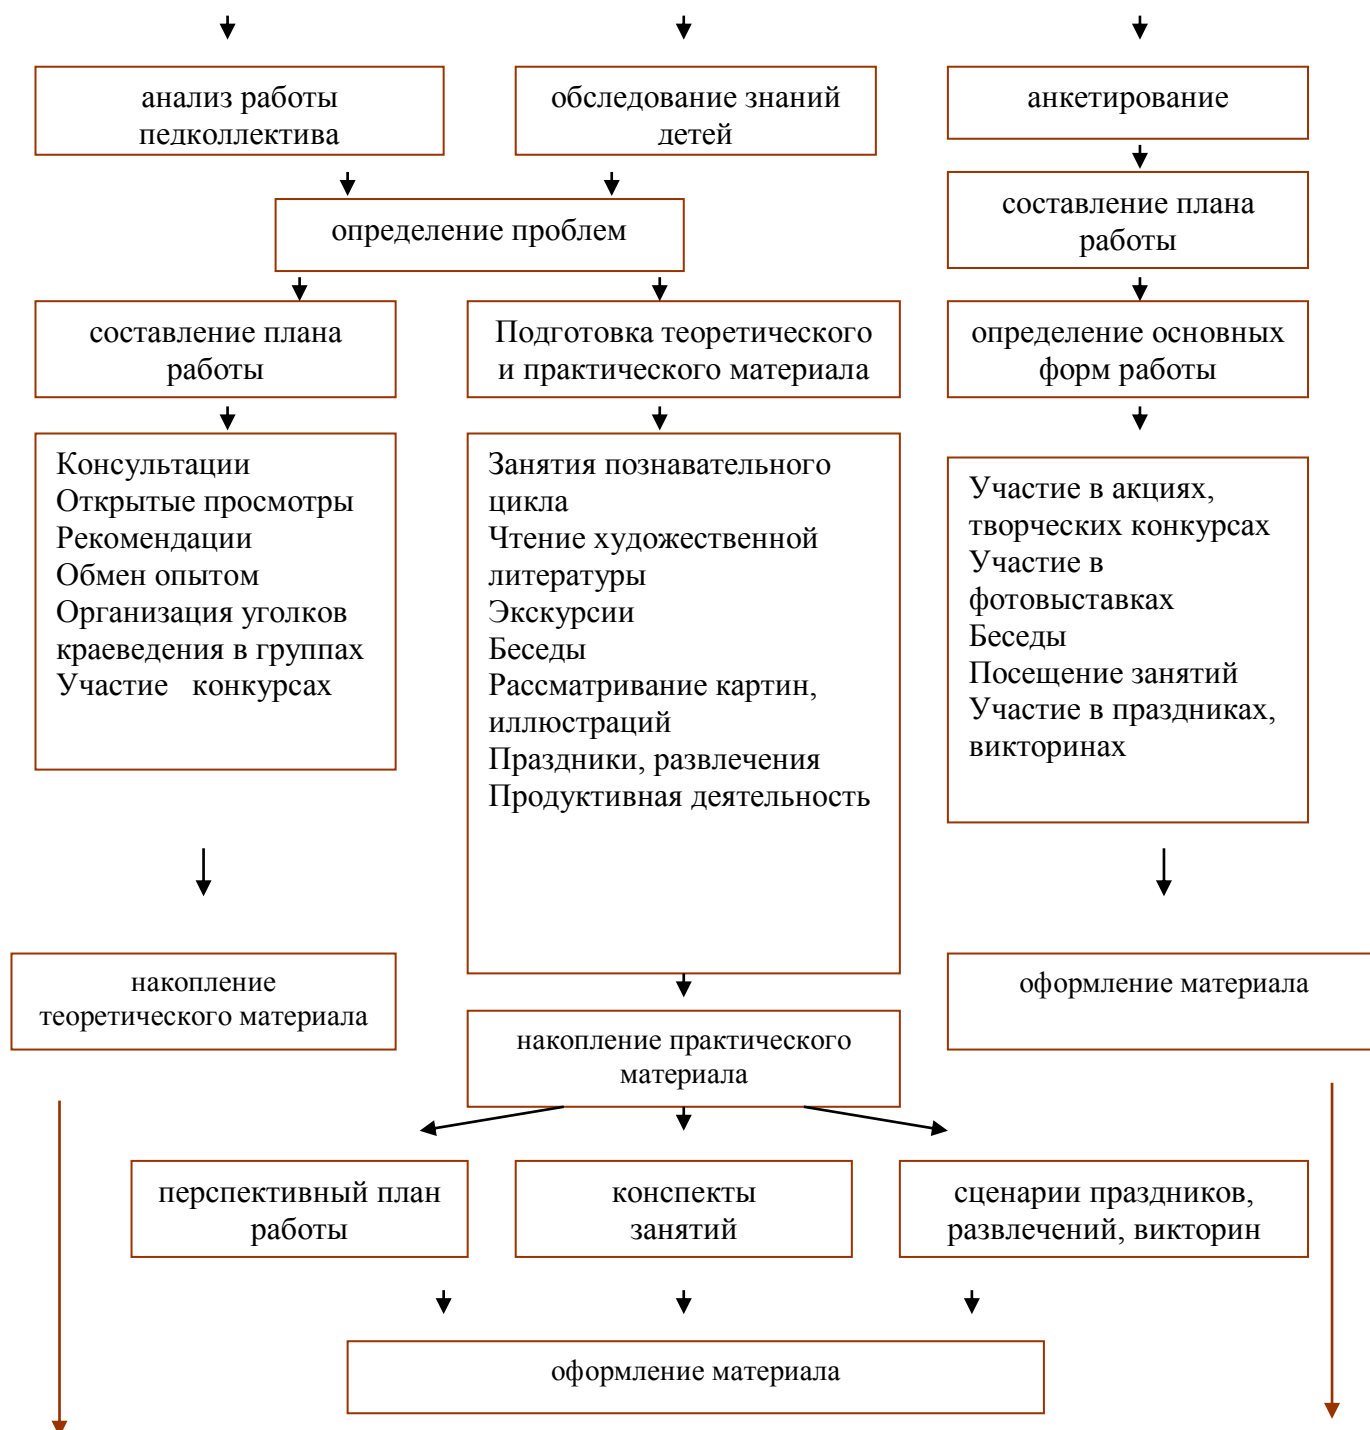 анализ работы
педколлектива
обследование знаний
детей
анкетирование
определение проблем
составление плана
работы
составление плана
работы
Подготовка теоретического
и практического материала
определение основных
форм работы
Консультации
Открытые просмотры
Рекомендации
Обмен опытом
Организация уголков
краеведения в группах
Участие   конкурсах
Занятия познавательного
цикла
Чтение художественной
литературы
Экскурсии
Беседы
Рассматривание картин,
иллюстраций
Праздники, развлечения
Продуктивная деятельность
Участие в акциях,
творческих конкурсах
Участие в
фотовыставках
Беседы
Посещение занятий
Участие в праздниках,
викторинах
накопление
теоретического материала
оформление материала
накопление практического
материала
перспективный план
работы
конспекты
занятий
сценарии праздников,
развлечений, викторин
оформление материала